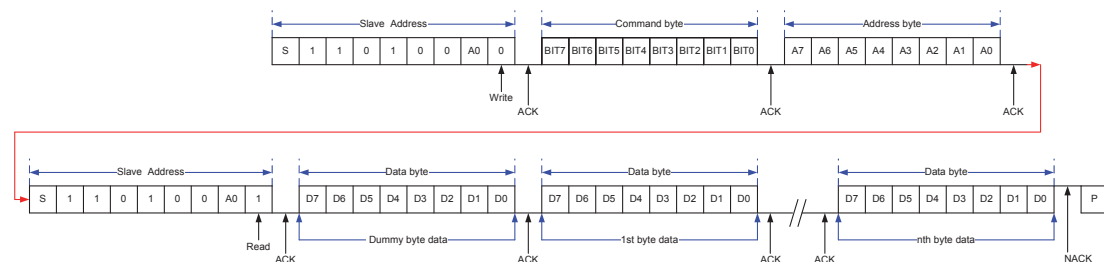 Slave Address Command byte Address byte
S 1 1 0 1 0 0 A0 0 BIT7 BIT6 BIT5 BIT4 BIT3 BIT2 BIT1 BIT0 A7 A6 A5 A4 A3 A2 A1 A0
Write
ACK ACK ACK
Slave Address Data byte Data byte Data byte
S 1 1 0 1 0 0 A0 1 D7 D6 D5 D4 D3 D2 D1 D0 D7 D6 D5 D4 D3 D2 D1 D0 D7 D6 D5 D4 D3 D2 D1 D0 P
Read Dummy byte data 1st byte data nth byte data
ACK ACK ACK ACK NACK